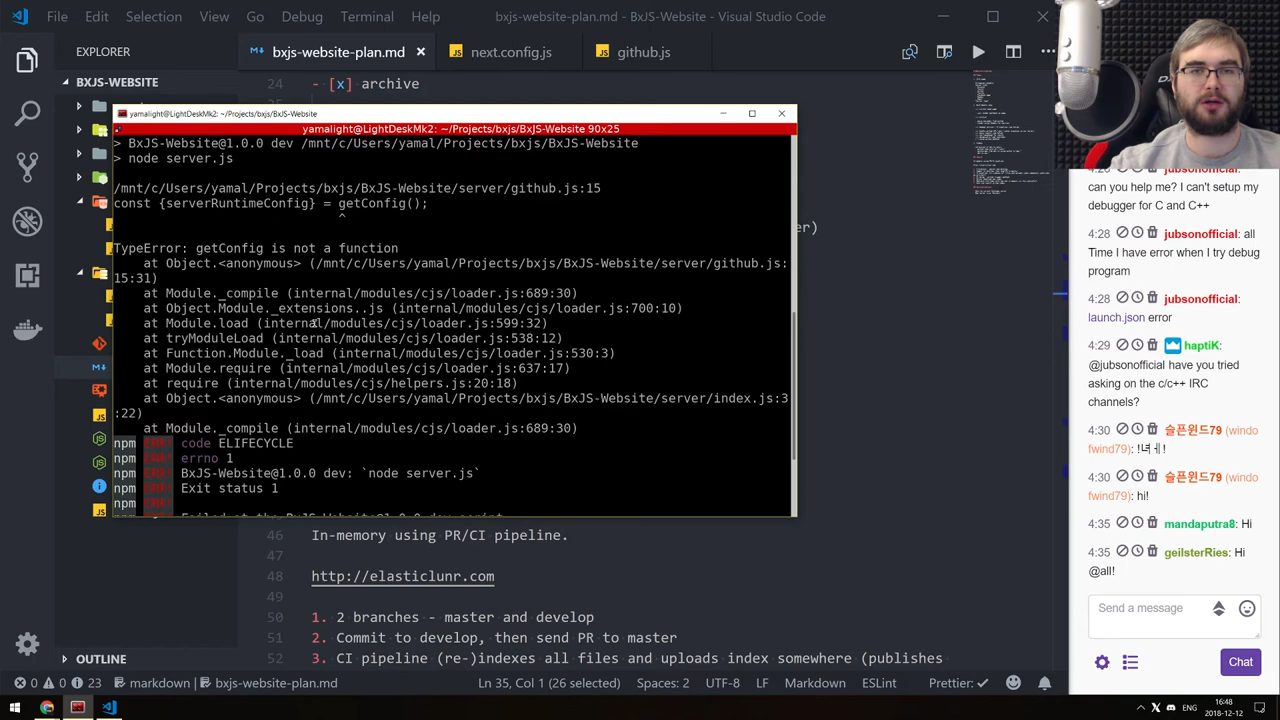 File Edit Selection View Go Debug Terminal Help
bxjs-website-plan.md - BxJS-Website - Visual Studio Code
EXPLORER
bxjs-website-plan.md
next.config.js
github.js
BXJS-WEBSITE
- [x] archive
yamalight@LightDeskMk2: ~/Projects/bxjs/BxJS-Website
yamalight@LightDeskMk2: ~/Projects/bxjs/BxJS-Website 90x25
> BxJS-Website@1.0.0 dev /mnt/c/Users/yamal/Projects/bxjs/BxJS-Website
> node server.js
/mnt/c/Users/yamal/Projects/bxjs/BxJS-Website/server/github.js:15
const {serverRuntimeConfig} = getConfig();
^
TypeError: getConfig is not a function
at Object.<anonymous> (/mnt/c/Users/yamal/Projects/bxjs/BxJS-Website/server/github.js:
15:31)
at Module._compile (internal/modules/cjs/loader.js:689:30)
at Object.Module._extensions..js (internal/modules/cjs/loader.js:700:10)
at Module.load (internal/modules/cjs/loader.js:599:32)
at tryModuleLoad (internal/modules/cjs/loader.js:538:12)
at Function.Module._load (internal/modules/cjs/loader.js:530:3)
at Module.require (internal/modules/cjs/loader.js:637:17)
at require (internal/modules/cjs/helpers.js:20:18)
at Object.<anonymous> (/mnt/c/Users/yamal/Projects/bxjs/BxJS-Website/server/index.js:3
:22)
at Module._compile (internal/modules/cjs/loader.js:689:30)
npm ERR! code ELIFECYCLE
npm ERR! errno 1
npm ERR! BxJS-Website@1.0.0 dev: `node server.js`
npm ERR! Exit status 1
npm ERR!
46 In-memory using PR/CI pipeline.
47
48 http://elasticlunr.com
49
50 1. 2 branches - master and develop
51 2. Commit to develop, then send PR to master
52 3. CI pipeline (re-)indexes all files and uploads index somewhere (publishes
OUTLINE
0 0 23 markdown bxjs-website-plan.md
Ln 35, Col 1 (26 selected) Spaces: 2 UTF-8 LF Markdown ESLint Prettier: ✓
4:28 jubsonofficial:
can you help me? I can't setup my
debugger for C and C++
4:28 jubsonofficial: all
Time I have error when I try debug
program
4:28 jubsonofficial:
launch.json error
4:29 haptiK:
@jubsonofficial have you tried
asking on the c/c++ IRC
channels?
4:30 슬픈윈드79 (windo
fwind79): !녀ㅔ!
4:30 슬픈윈드79 (windo
fwind79): hi!
4:35 mandaputra8: Hi
4:35 geilsterRies: Hi
@all!
Send a message
Chat
ENG
16:48
2018-12-12